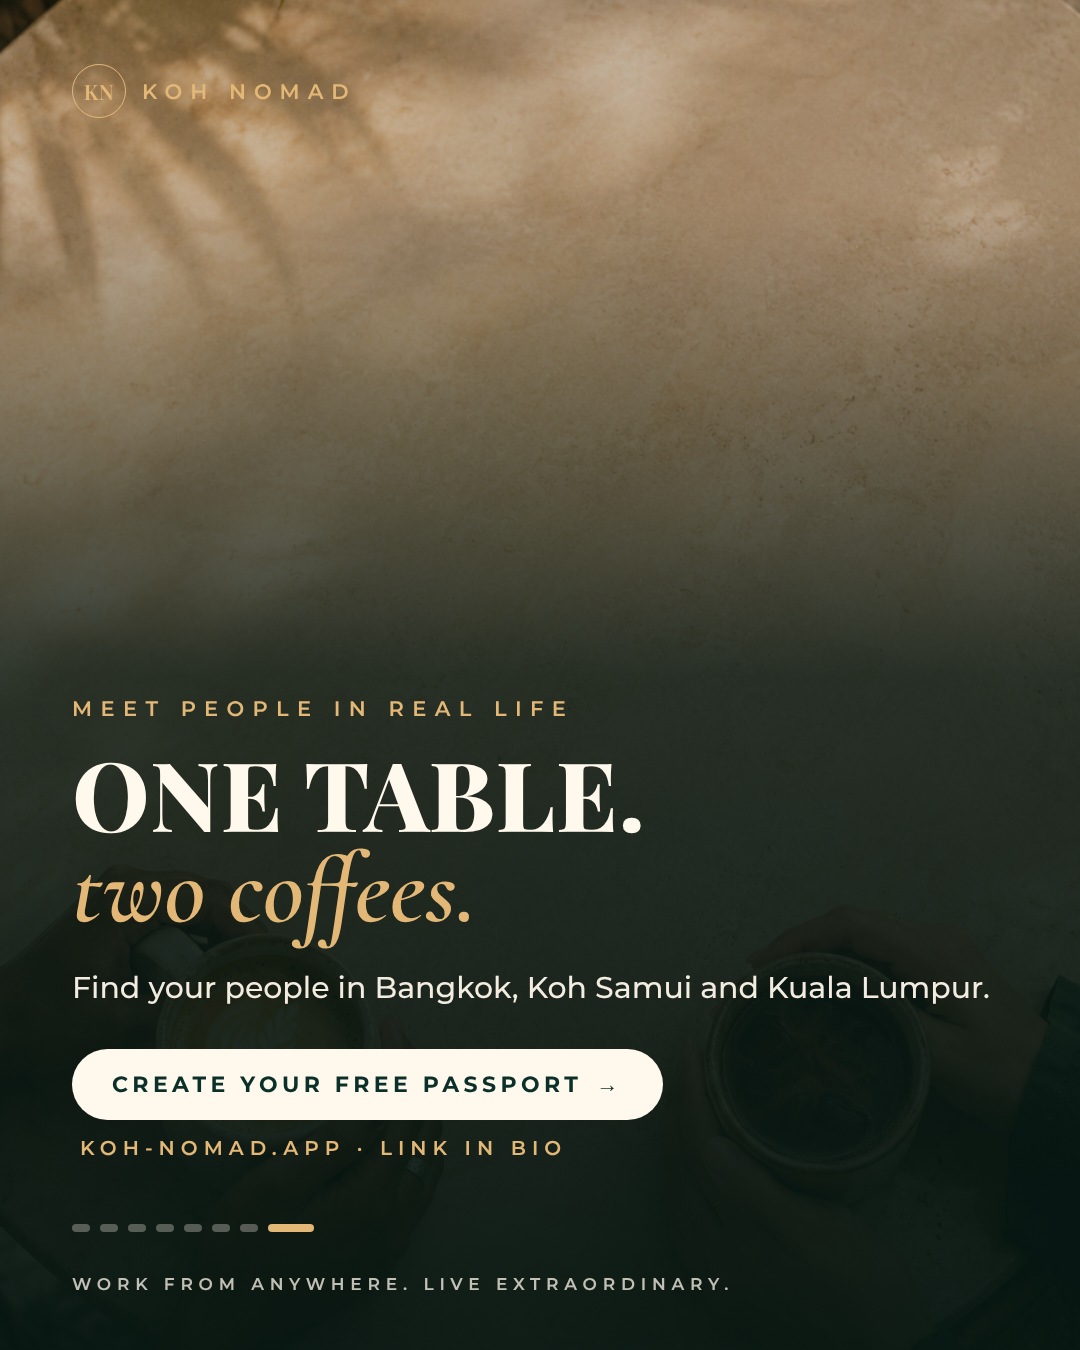 KN KOH NOMAD
MEET PEOPLE IN REAL LIFE
ONE TABLE.
two coffees.
Find your people in Bangkok, Koh Samui and Kuala Lumpur.
CREATE YOUR FREE PASSPORT →
KOH-NOMAD.APP · LINK IN BIO
WORK FROM ANYWHERE. LIVE EXTRAORDINARY.